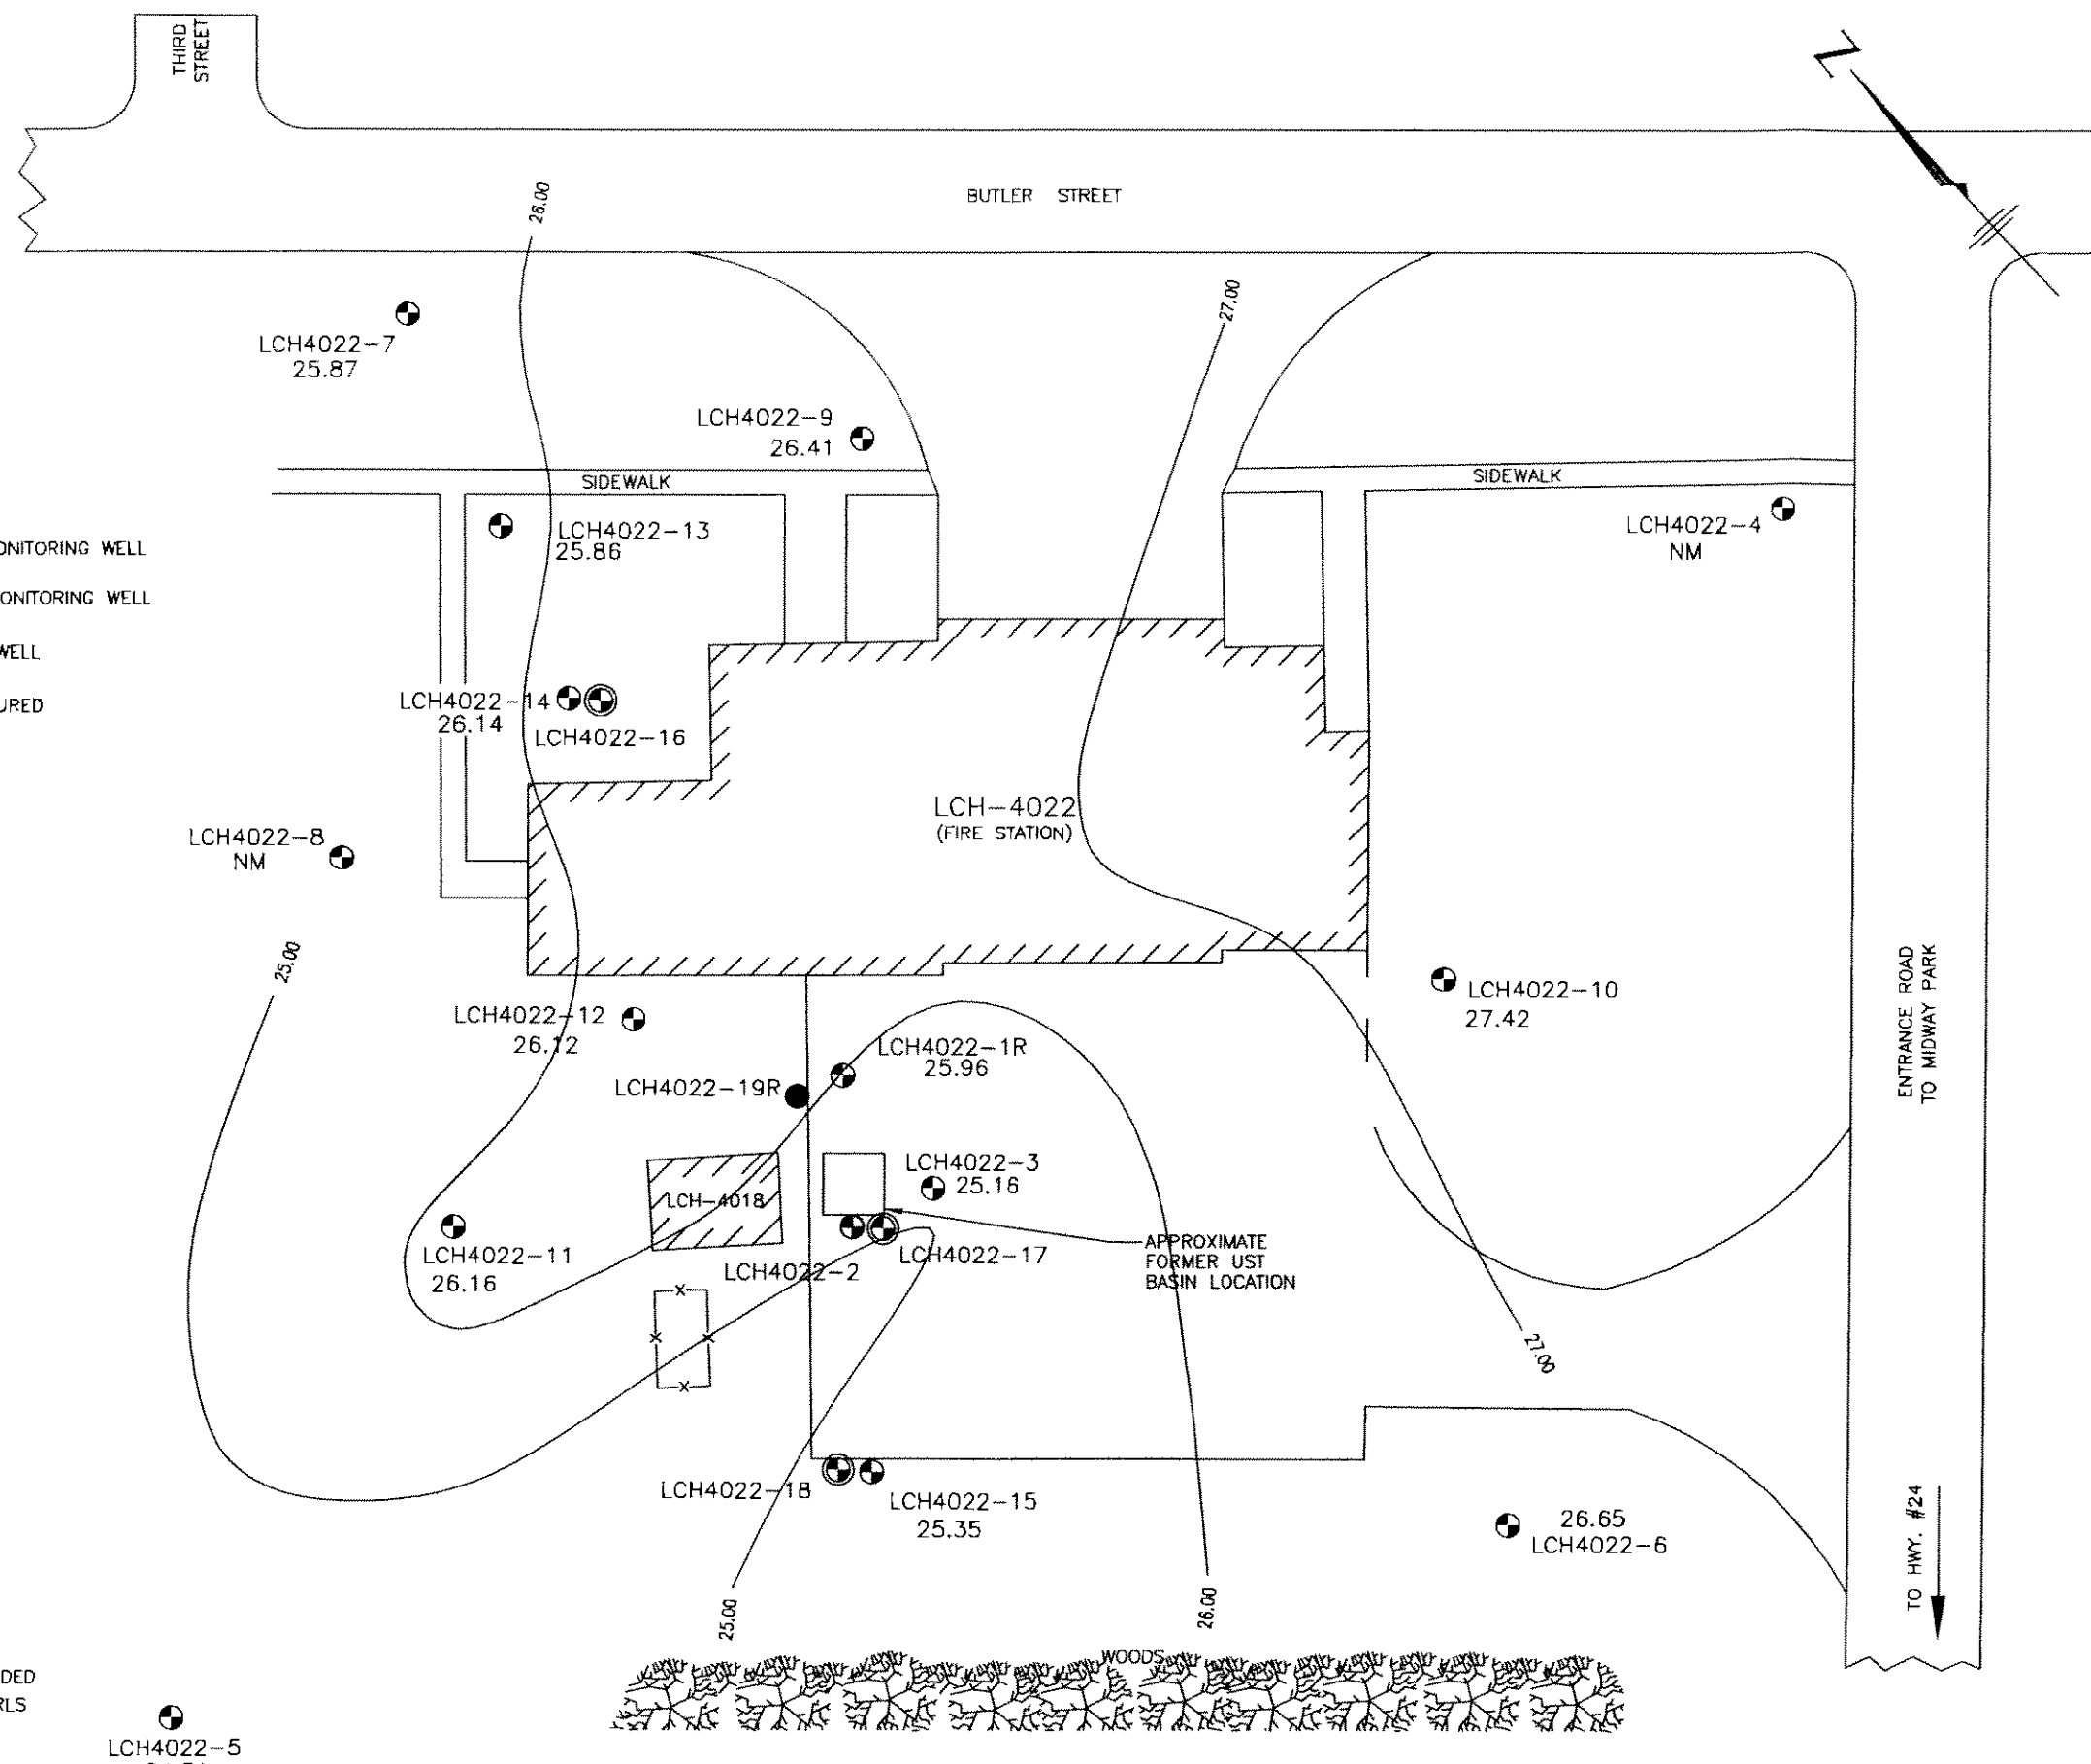 THIRD
STREET
Z
26.00
BUTLER STREET
27.00
LCH4022-7
25.87
LCH4022-9
26.41
SIDEWALK
SIDEWALK
LCH4022-13
25.86
LCH4022-4
NM
ONITORING WELL
ONITORING WELL
WELL
URED
LCH4022-14
26.14
LCH4022-16
LCH-4022
(FIRE STATION)
LCH4022-8
NM
25.00
LCH4022-10
27.42
ENTRANCE ROAD
TO MIDWAY PARK
LCH4022-12
26.12
LCH4022-1R
25.96
LCH4022-19R
LCH4022-3
25.16
LCH-4018
LCH4022-11
26.16
LCH4022-2
LCH4022-17
APPROXIMATE
FORMER UST
BASIN LOCATION
27.00
LCH4022-18
LCH4022-15
25.35
26.65
LCH4022-6
TO HWY. #24
25.00
26.00
WOODS
DED
RLS
LCH4022-5